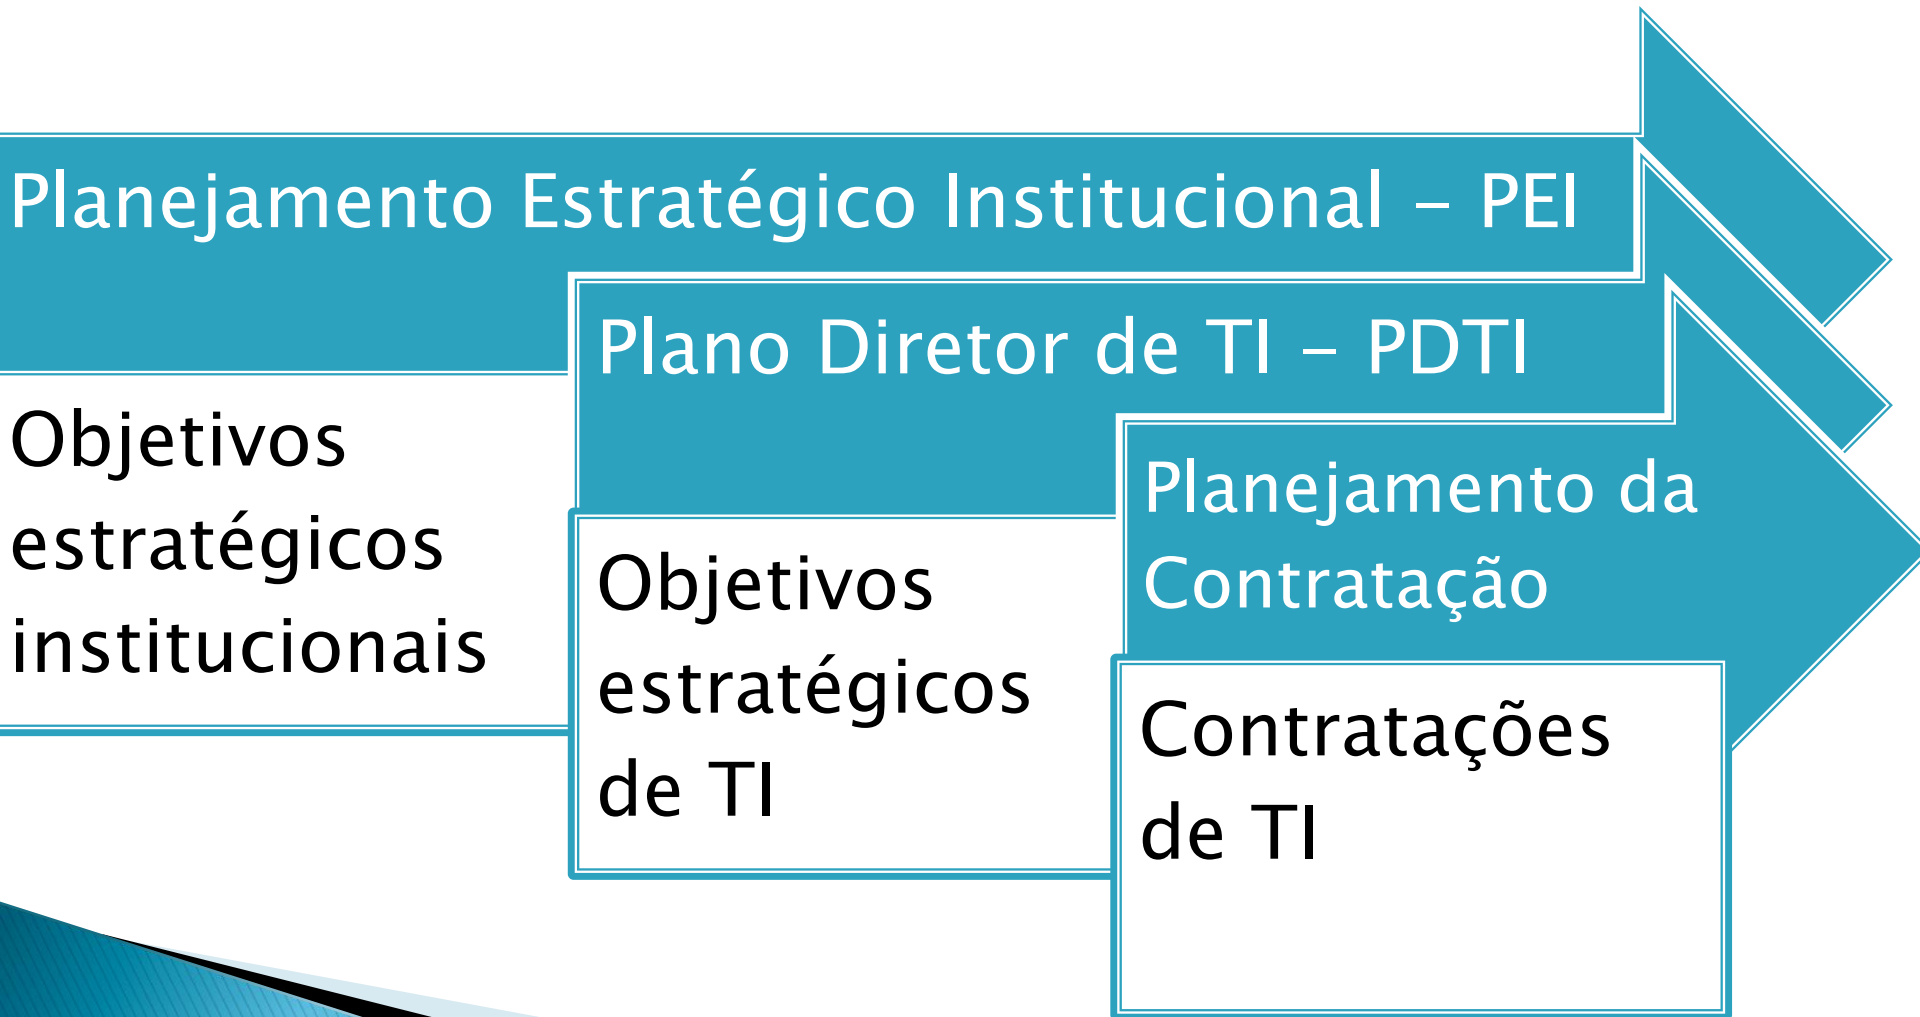 Planejamento Estratégico Institucional - PEI
Objetivos
estratégicos
institucionais
Plano Diretor de TI - PDTI
Objetivos
estratégicos
de TI
Planejamento da
Contratação
Contratações
de TI